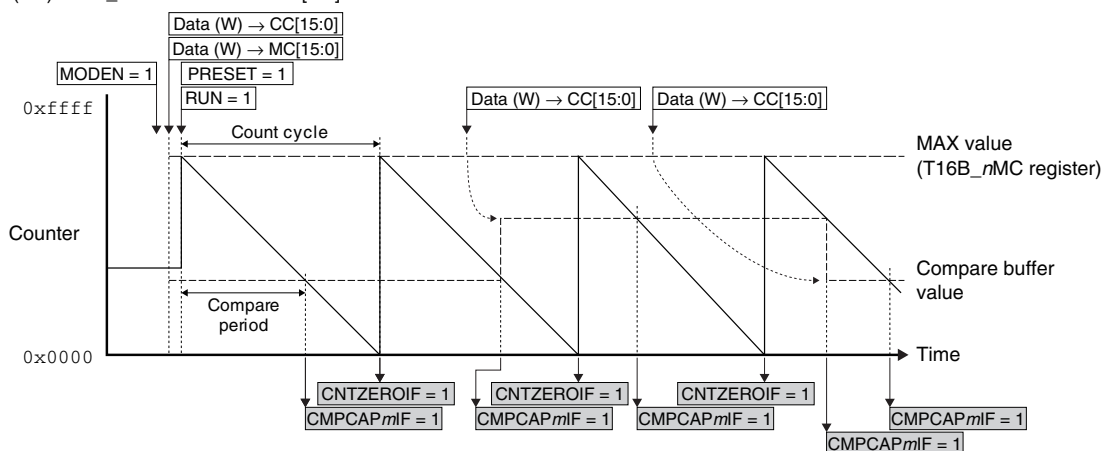 Data (W) → CC[15:0]
Data (W) → MC[15:0]
MODEN = 1
PRESET = 1
RUN = 1
Data (W) → CC[15:0]
Data (W) → CC[15:0]
0xffff
Count cycle
MAX value
(T16B_nMC register)
Counter
Compare
period
Compare buffer
value
0x0000
Time
CNTZEROIF = 1
CNTZEROIF = 1
CNTZEROIF = 1
CMPCAPmIF = 1
CMPCAPmIF = 1
CMPCAPmIF = 1
CMPCAPmIF = 1
CMPCAPmIF = 1